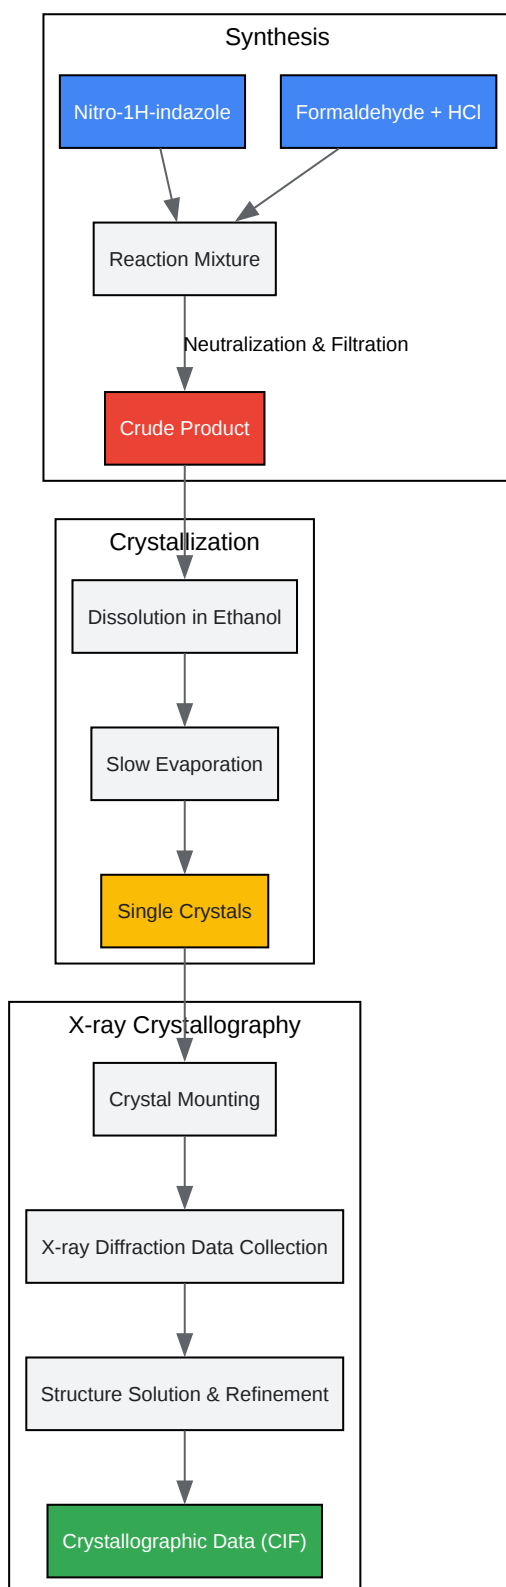 Synthesis
Nitro-1H-indazole
Formaldehyde + HCl
Reaction Mixture
Neutralization & Filtration
Crude Product
Crystallization
Dissolution in Ethanol
Slow Evaporation
Single Crystals
X-ray Crystallography
Crystal Mounting
X-ray Diffraction Data Collection
Structure Solution & Refinement
Crystallographic Data (CIF)